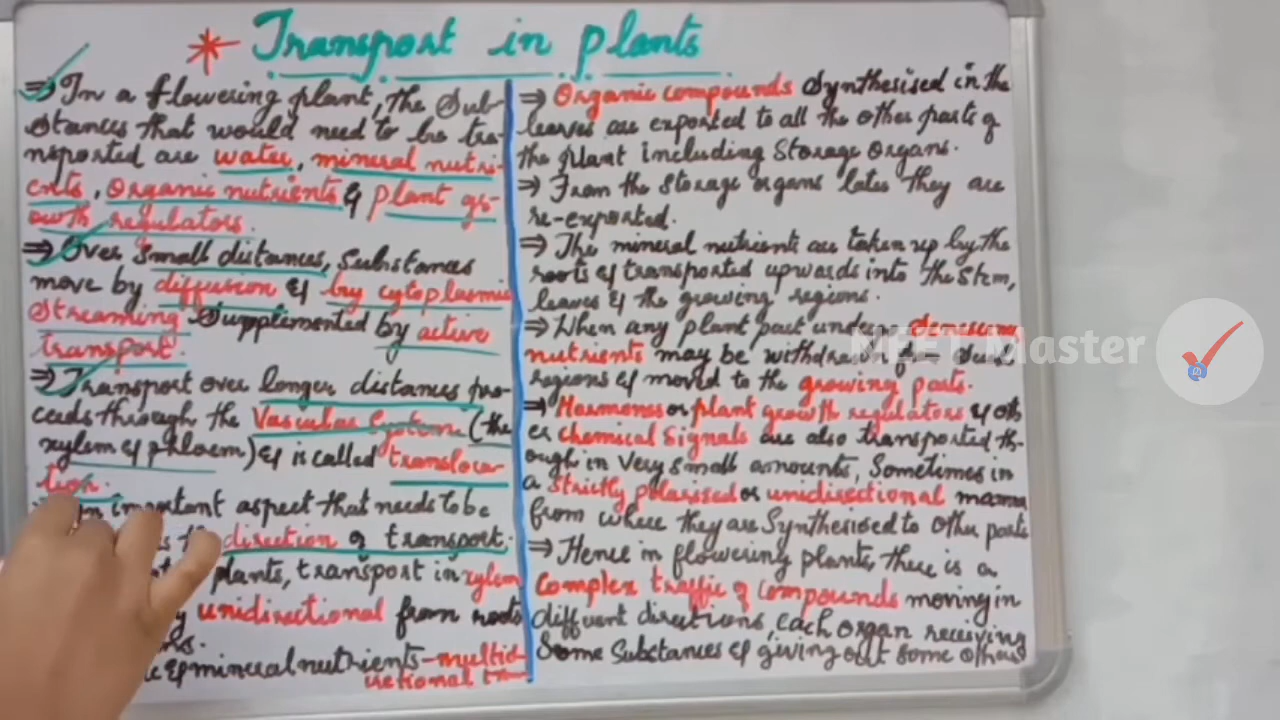 Transport in plants
⇒ In a flowering plant, the Sub-
stances that would need to be tra-
nsported are water, mineral nutri-
ents, Organic nutrients & plant gr-
owth regulators.
⇒ Over small distances, Substances
move by diffusion & by cytoplasmic
Streaming Supplemented by active
transport.
⇒ Transport over longer distances pro-
ceeds through the Vascular System (the
xylem & phloem) & is called transloca-
tion.
important aspect that needs to be
direction of transport.
plants, transport in xylem
unidirectional from roots
& mineral nutrients - multid-
irectional
⇒ Organic compounds Synthesised in the
leaves are exported to all the other parts of
the plant including Storage Organs.
⇒ From the storage organs later they are
re-exported.
⇒ The mineral nutrients are taken up by the
roots & transported upwards into the Stem,
leaves & the growing regions.
⇒ When any plant part
nutrients may be
regions & moved to the growing parts.
⇒ Harmones or plant growth regulators & oth
er chemical Signals are also transported th-
ough in Very small amounts, Sometimes in
a Strictly polarised or unidirectional
from where they are Synthesised to other parts
⇒ Hence in flowering plants, there is a
Complex traffic of compounds moving in
different directions, each organ receiving
Some Substances & giving out some others
NEET Master